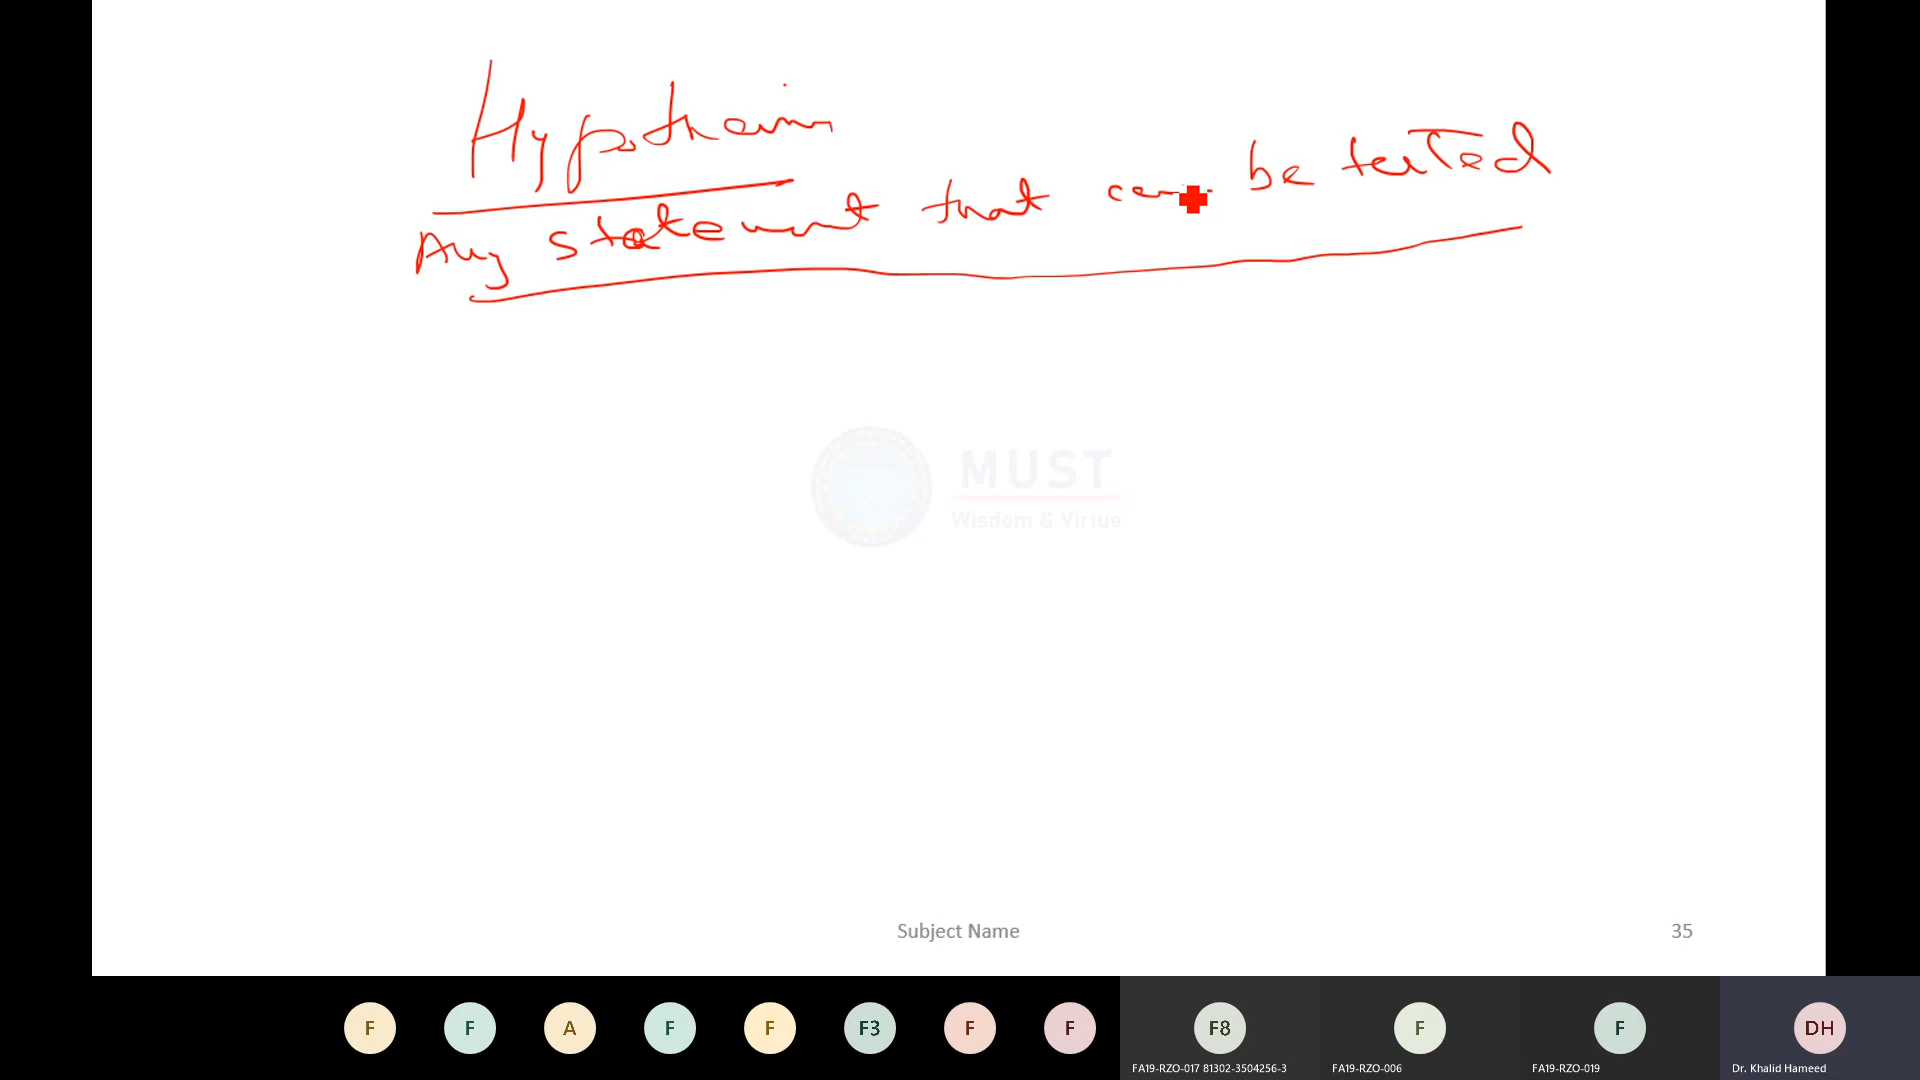 Hypothesis
Any statement that can be tested
MUST
Wisdom & Virtue
Subject Name
35
F
F
A
F
F
F3
F
F
F8
F
F
DH
FA19-RZO-017 81302-3504256-3
FA19-RZO-006
FA19-RZO-019
Dr. Khalid Hameed